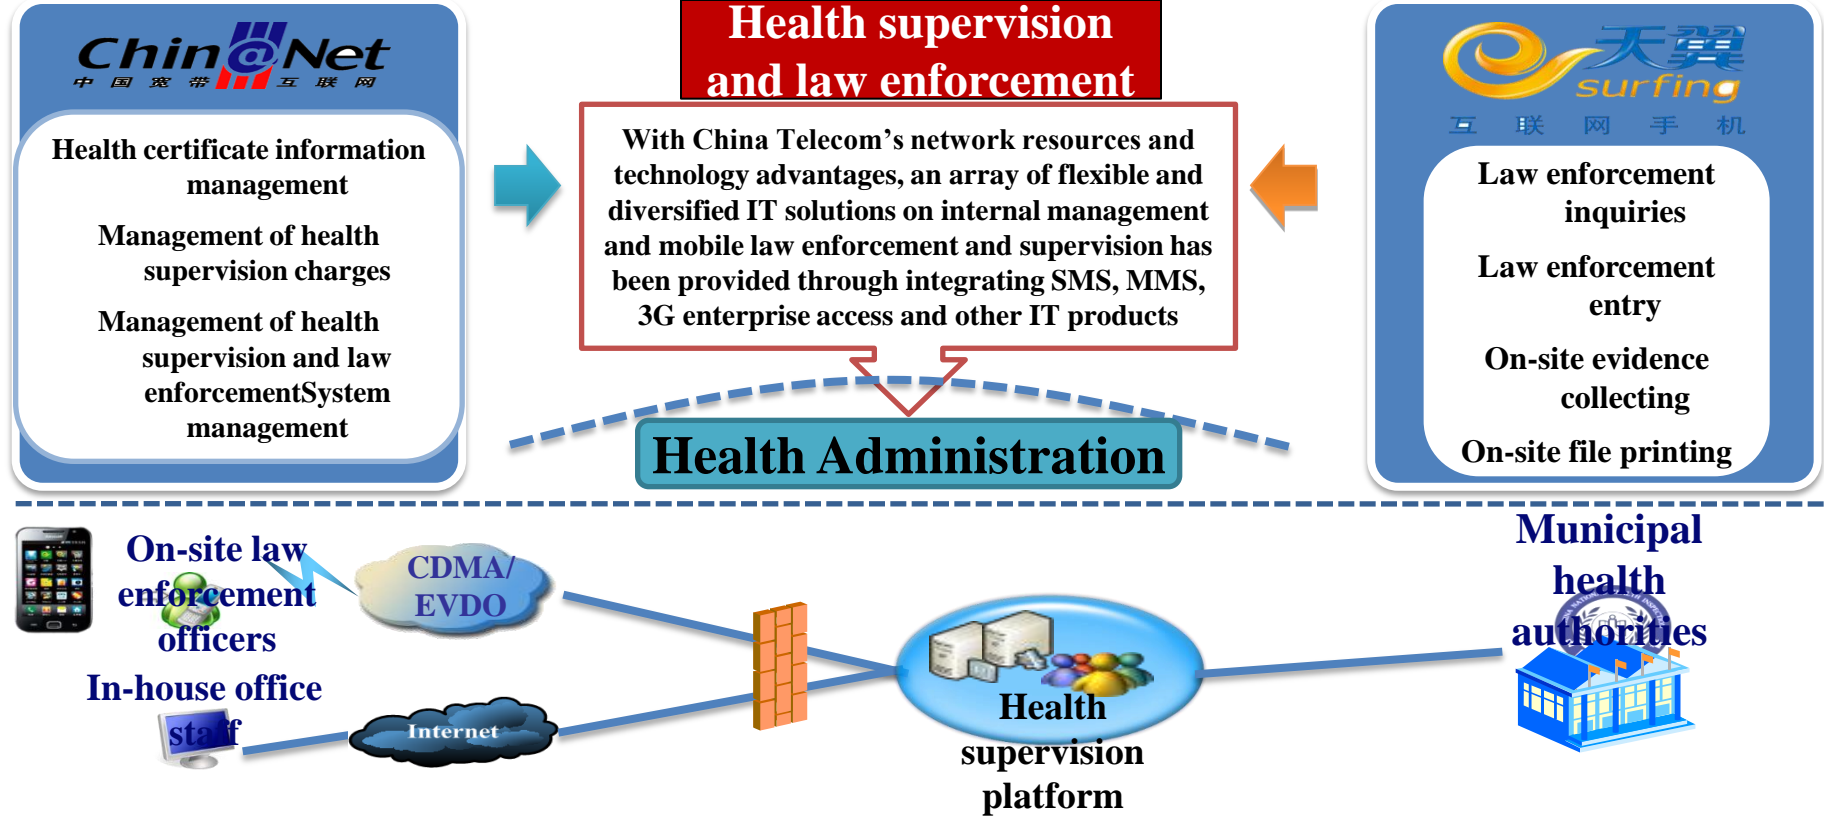 Chin@Net
中国宽带互联网
Health certificate information
management
Management of health
supervision charges
Management of health
supervision and law
enforcementSystem
management
Health supervision
and law enforcement
With China Telecom’s network resources and
technology advantages, an array of flexible and
diversified IT solutions on internal management
and mobile law enforcement and supervision has
been provided through integrating SMS, MMS,
3G enterprise access and other IT products
Health Administration
天翼
surfing
互联网手机
Law enforcement
inquiries
Law enforcement
entry
On-site evidence
collecting
On-site file printing
On-site law
enforcement
officers
CDMA/
EVDO
In-house office
staff
Internet
Health
supervision
platform
Municipal
health
authorities